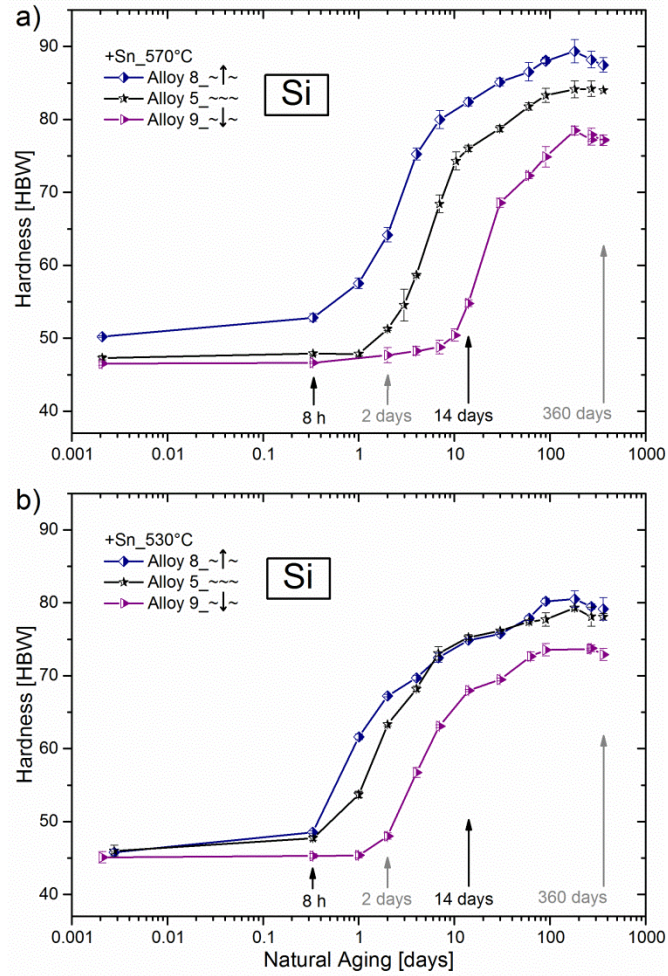 a)
90
80
70
60
50
40
Hardness [HBW]
+Sn_570°C
Alloy 8_~↑~
Alloy 5_~~~
Alloy 9_~↓~
Si
8 h
2 days
14 days
360 days
0.001
0.01
0.1
1
10
100
1000
b)
90
80
70
60
50
40
Hardness [HBW]
+Sn_530°C
Alloy 8_~↑~
Alloy 5_~~~
Alloy 9_~↓~
Si
8 h
2 days
14 days
360 days
0.001
0.01
0.1
1
10
100
1000
Natural Aging [days]